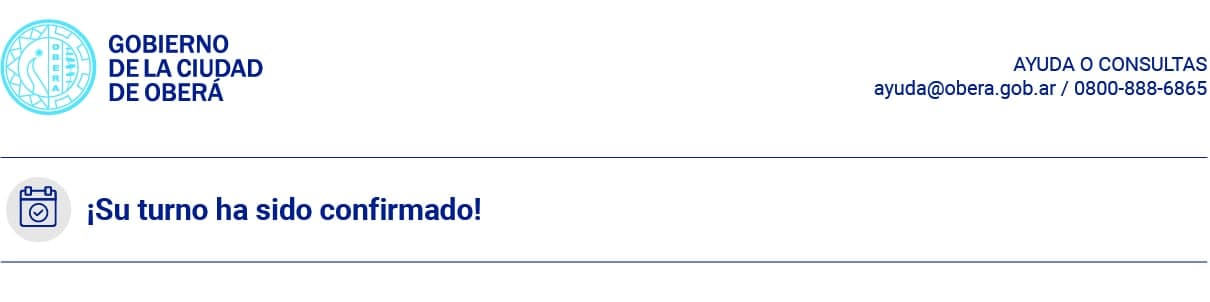 OBERA
GOBIERNO
DE LA CIUDAD
DE OBERÁ
AYUDA O CONSULTAS
ayuda@obera.gob.ar / 0800-888-6865
¡Su turno ha sido confirmado!